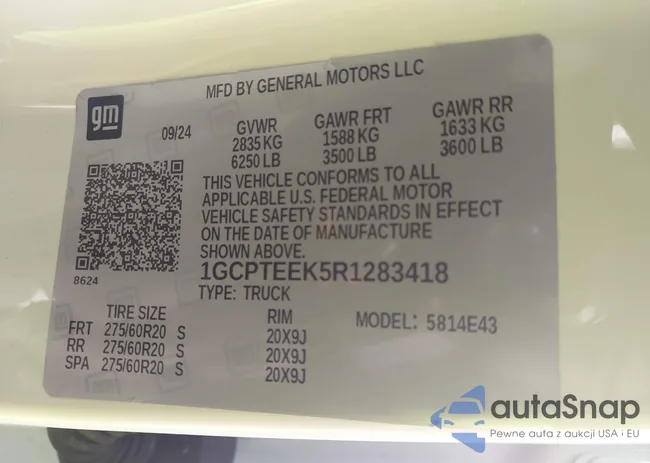 MFD BY GENERAL MOTORS LLC
gm
09/24
GVWR GAWR FRT GAWR RR
2835 KG 1588 KG 1633 KG
6250 LB 3500 LB 3600 LB
THIS VEHICLE CONFORMS TO ALL
APPLICABLE U.S. FEDERAL MOTOR
VEHICLE SAFETY STANDARDS IN EFFECT
ON THE DATE OF MANUFACTURE
SHOWN ABOVE.
8624
1GCPTEEK5R1283418
TYPE: TRUCK
TIRE SIZE RIM MODEL: 5814E43
FRT 275/60R20 S 20X9J
RR 275/60R20 S 20X9J
SPA 275/60R20 S 20X9J
autaSnap
Pewne auta z aukcji USA i EU